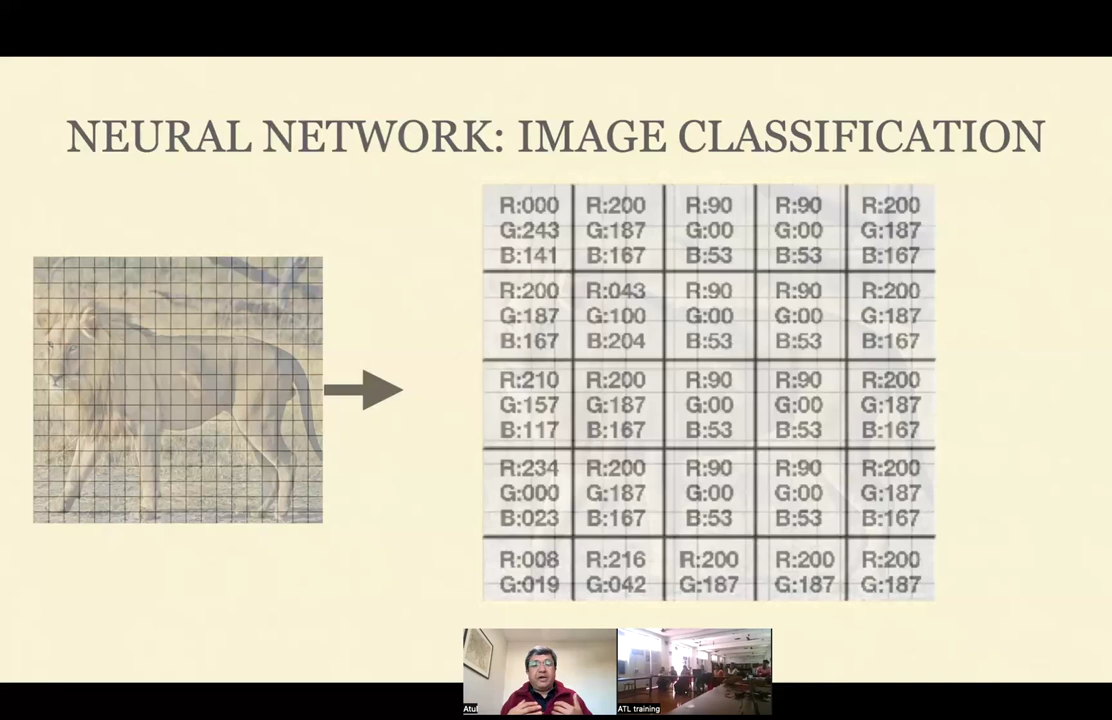 NEURAL NETWORK: IMAGE CLASSIFICATION
R:000 R:200 R:90 R:90 R:200
G:243 G:187 G:00 G:00 G:187
B:141 B:167 B:53 B:53 B:167
R:200 R:043 R:90 R:90 R:200
G:187 G:100 G:00 G:00 G:187
B:167 B:204 B:53 B:53 B:167
R:210 R:200 R:90 R:90 R:200
G:157 G:187 G:00 G:00 G:187
B:117 B:167 B:53 B:53 B:167
R:234 R:200 R:90 R:90 R:200
G:000 G:187 G:00 G:00 G:187
B:023 B:167 B:53 B:53 B:167
R:008 R:216 R:200 R:200 R:200
G:019 G:042 G:187 G:187 G:187
Atul ATL training